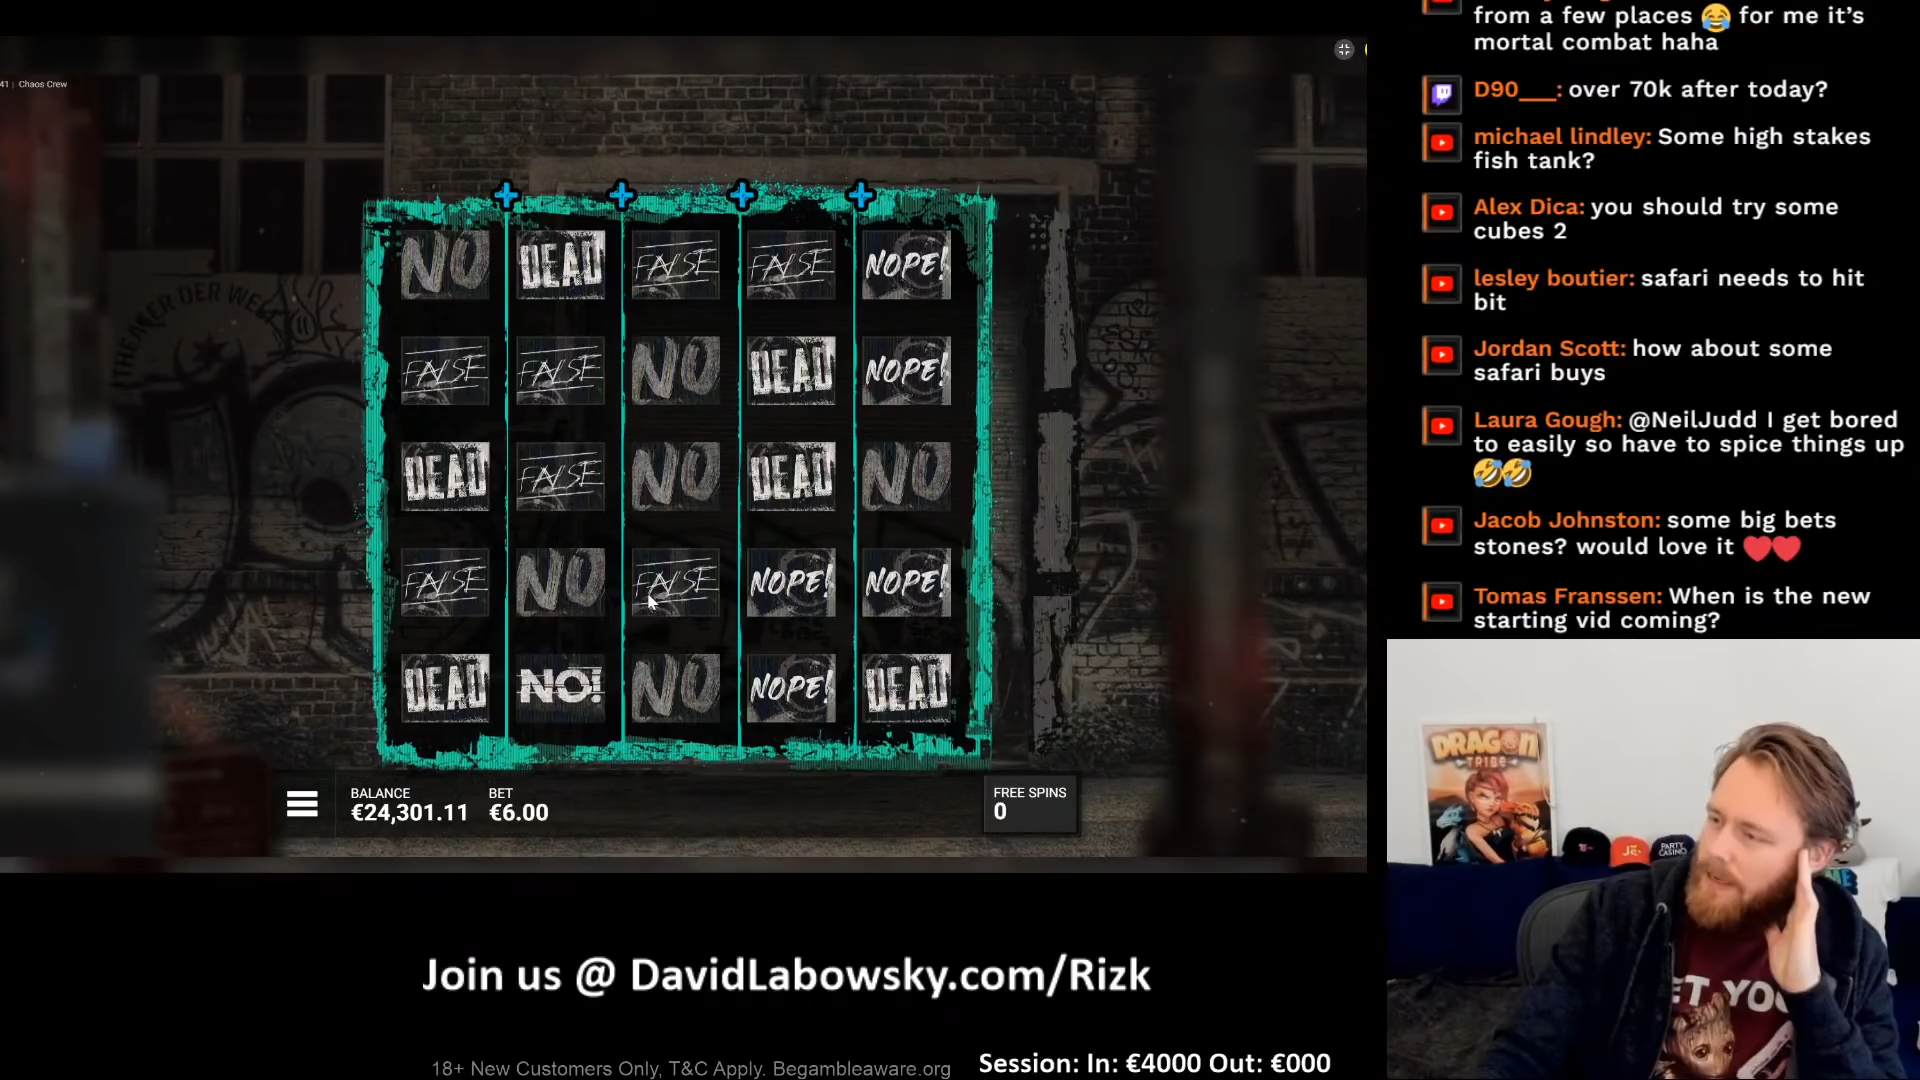 41 | Chaos Crew
THEATER DER WELT
NO DEAD FALSE FALSE NOPE!
FALSE FALSE NO DEAD NOPE!
DEAD FALSE NO DEAD NO
FALSE NO FALSE NOPE! NOPE!
DEAD NO! NO NOPE! DEAD
BALANCE
€24,301.11
BET
€6.00
FREE SPINS
0
Join us @ DavidLabowsky.com/Rizk
18+ New Customers Only, T&C Apply. Begambleaware.org
Session: In: €4000 Out: €000
from a few places 😂 for me it’s
mortal combat haha
D90___: over 70k after today?
michael lindley: Some high stakes
fish tank?
Alex Dica: you should try some
cubes 2
lesley boutier: safari needs to hit
bit
Jordan Scott: how about some
safari buys
Laura Gough: @NeilJudd I get bored
to easily so have to spice things up
🤣🤣
Jacob Johnston: some big bets
stones? would love it ❤️❤️
Tomas Franssen: When is the new
starting vid coming?
DRAGON
TRIBE
PARTY
CASINO